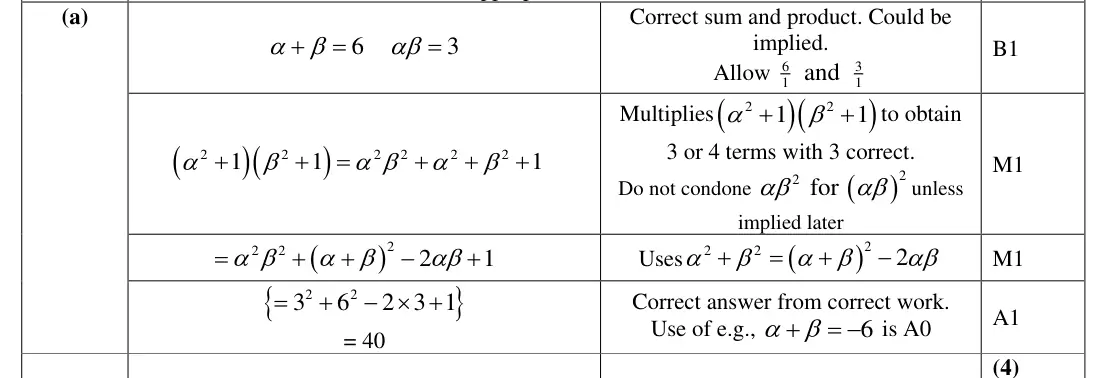 (a)
α + β = 6   αβ = 3
Correct sum and product. Could be
implied.
Allow 6/1 and 3/1
B1
(α² + 1)(β² + 1) = α²β² + α² + β² + 1
Multiplies (α² + 1)(β² + 1) to obtain
3 or 4 terms with 3 correct.
Do not condone αβ² for (αβ)² unless
implied later
M1
= α²β² + (α + β)² − 2αβ + 1
Uses α² + β² = (α + β)² − 2αβ
M1
{= 3² + 6² − 2 × 3 + 1}
= 40
Correct answer from correct work.
Use of e.g., α + β = −6 is A0
A1
(4)